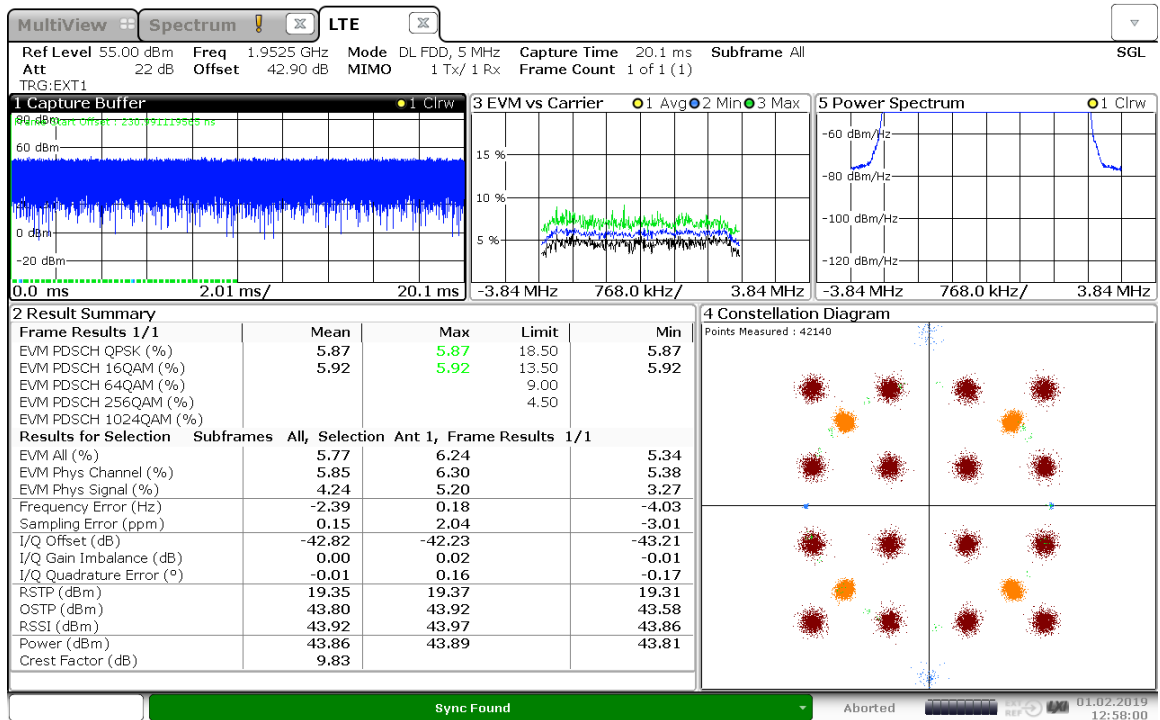 MultiView Spectrum LTE
Ref Level 55.00 dBm Freq 1.9525 GHz Mode DL FDD, 5 MHz Capture Time 20.1 ms Subframe All SGL
Att 22 dB Offset 42.90 dB MIMO 1 Tx/ 1 Rx Frame Count 1 of 1 (1)
TRG:EXT1
1 Capture Buffer 1 Clrw
80 dBm
Frame Start Offset : 230.991119565 ns
60 dBm
0 dBm
-20 dBm
0.0 ms 2.01 ms/ 20.1 ms
3 EVM vs Carrier 1 Avg 2 Min 3 Max
15 %
10 %
5 %
-3.84 MHz 768.0 kHz/ 3.84 MHz
5 Power Spectrum 1 Clrw
-60 dBm/Hz
-80 dBm/Hz
-100 dBm/Hz
-120 dBm/Hz
-3.84 MHz 768.0 kHz/ 3.84 MHz
2 Result Summary
Frame Results 1/1 Mean Max Limit Min
EVM PDSCH QPSK (%) 5.87 5.87 18.50 5.87
EVM PDSCH 16QAM (%) 5.92 5.92 13.50 5.92
EVM PDSCH 64QAM (%) 9.00
EVM PDSCH 256QAM (%) 4.50
EVM PDSCH 1024QAM (%)
Results for Selection Subframes All, Selection Ant 1, Frame Results 1/1
EVM All (%) 5.77 6.24 5.34
EVM Phys Channel (%) 5.85 6.30 5.38
EVM Phys Signal (%) 4.24 5.20 3.27
Frequency Error (Hz) -2.39 0.18 -4.03
Sampling Error (ppm) 0.15 2.04 -3.01
I/Q Offset (dB) -42.82 -42.23 -43.21
I/Q Gain Imbalance (dB) 0.00 0.02 -0.01
I/Q Quadrature Error (°) -0.01 0.16 -0.17
RSTP (dBm) 19.35 19.37 19.31
OSTP (dBm) 43.80 43.92 43.58
RSSI (dBm) 43.92 43.97 43.86
Power (dBm) 43.86 43.89 43.81
Crest Factor (dB) 9.83
4 Constellation Diagram
Points Measured : 42140
Sync Found
Aborted
EXT
REF
LXI
01.02.2019
12:58:00